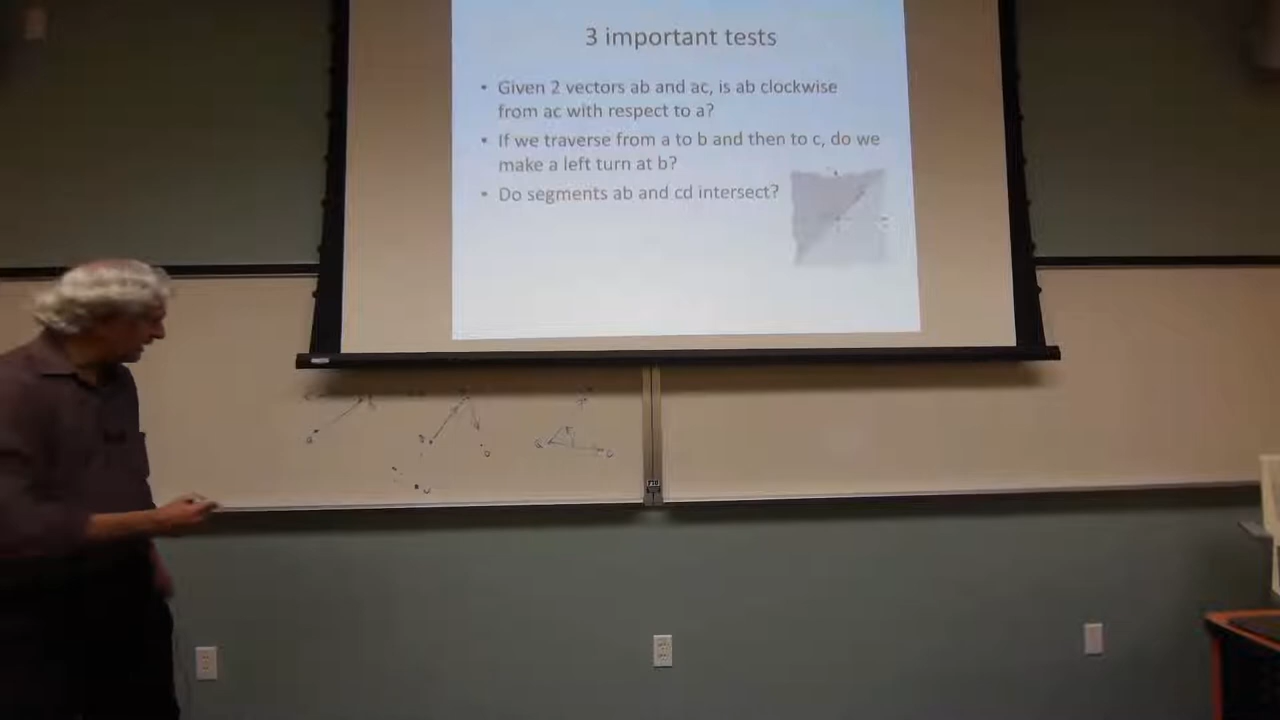 3 important tests
• Given 2 vectors ab and ac, is ab clockwise
from ac with respect to a?
• If we traverse from a to b and then to c, do we
make a left turn at b?
• Do segments ab and cd intersect?